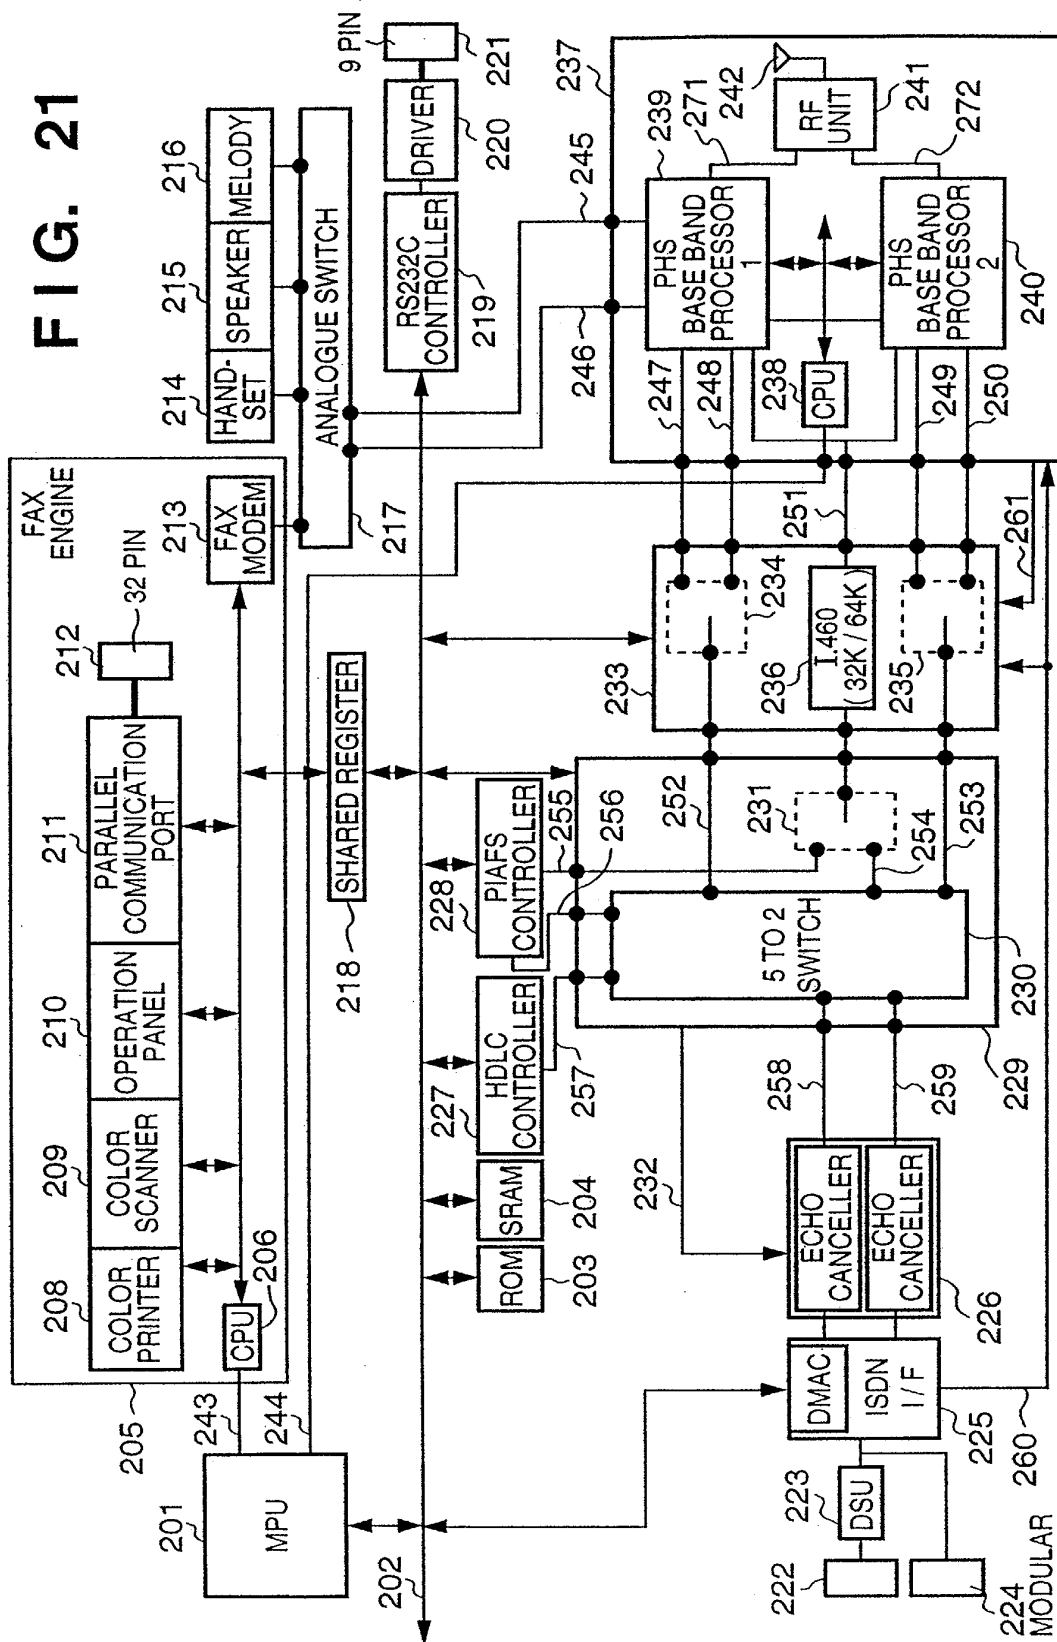 FIG. 21
205
FAX
ENGINE
208
209
210
211
212
32 PIN
213
COLOR
PRINTER
COLOR
SCANNER
OPERATION
PANEL
PARALLEL
COMMUNICATION
PORT
FAX
MODEM
CPU
206
214
215
216
HAND-
SET
SPEAKER
MELODY
ANALOGUE SWITCH
217
201
MPU
243
244
202
218
SHARED REGISTER
9 PIN
RS232C
CONTROLLER
219
DRIVER
220
221
ROM
203
SRAM
204
227
HDLC
CONTROLLER
257
228
PIAFS
CONTROLLER
255
256
222
223
DSU
224
MODULAR
DMAC
ISDN
I/F
225
260
232
ECHO
CANCELLER
ECHO
CANCELLER
226
258
259
229
5 TO 2
SWITCH
230
231
252
253
254
233
234
236
I.460
(32K / 64K)
235
251
261
237
245
246
247
248
238
CPU
249
250
PHS
BASE BAND
PROCESSOR
1
239
271
242
RF
UNIT
241
272
PHS
BASE BAND
PROCESSOR
2
240